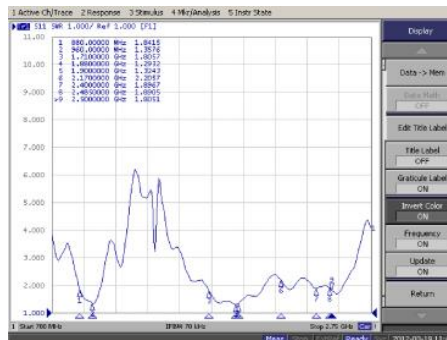 1 Active Ch/Trace 2 Response 3 Stimulus 4 Mkr/Analysis 5 Instr State
S11 SWR 1.000/ Ref 1.000 [F1]
11.00
10.00
9.000
8.000
7.000
6.000
5.000
4.000
3.000
2.000
1.000
1 880.00000 MHz 1.8415
2 960.00000 MHz 1.3576
3 1.7100000 GHz 1.8057
4 1.8800000 GHz 1.2932
5 1.9000000 GHz 1.3243
6 2.1700000 GHz 2.2057
7 2.4000000 GHz 1.8967
8 2.4850000 GHz 1.8905
>9 2.5000000 GHz 1.8051
1 Start 700 MHz
IFBW 70 kHz
Stop 2.75 GHz
Display
Data -> Mem
Data Math
OFF
Edit Title Label
Title Label
OFF
Graticule Label
ON
Invert Color
ON
Frequency
ON
Update
ON
Return